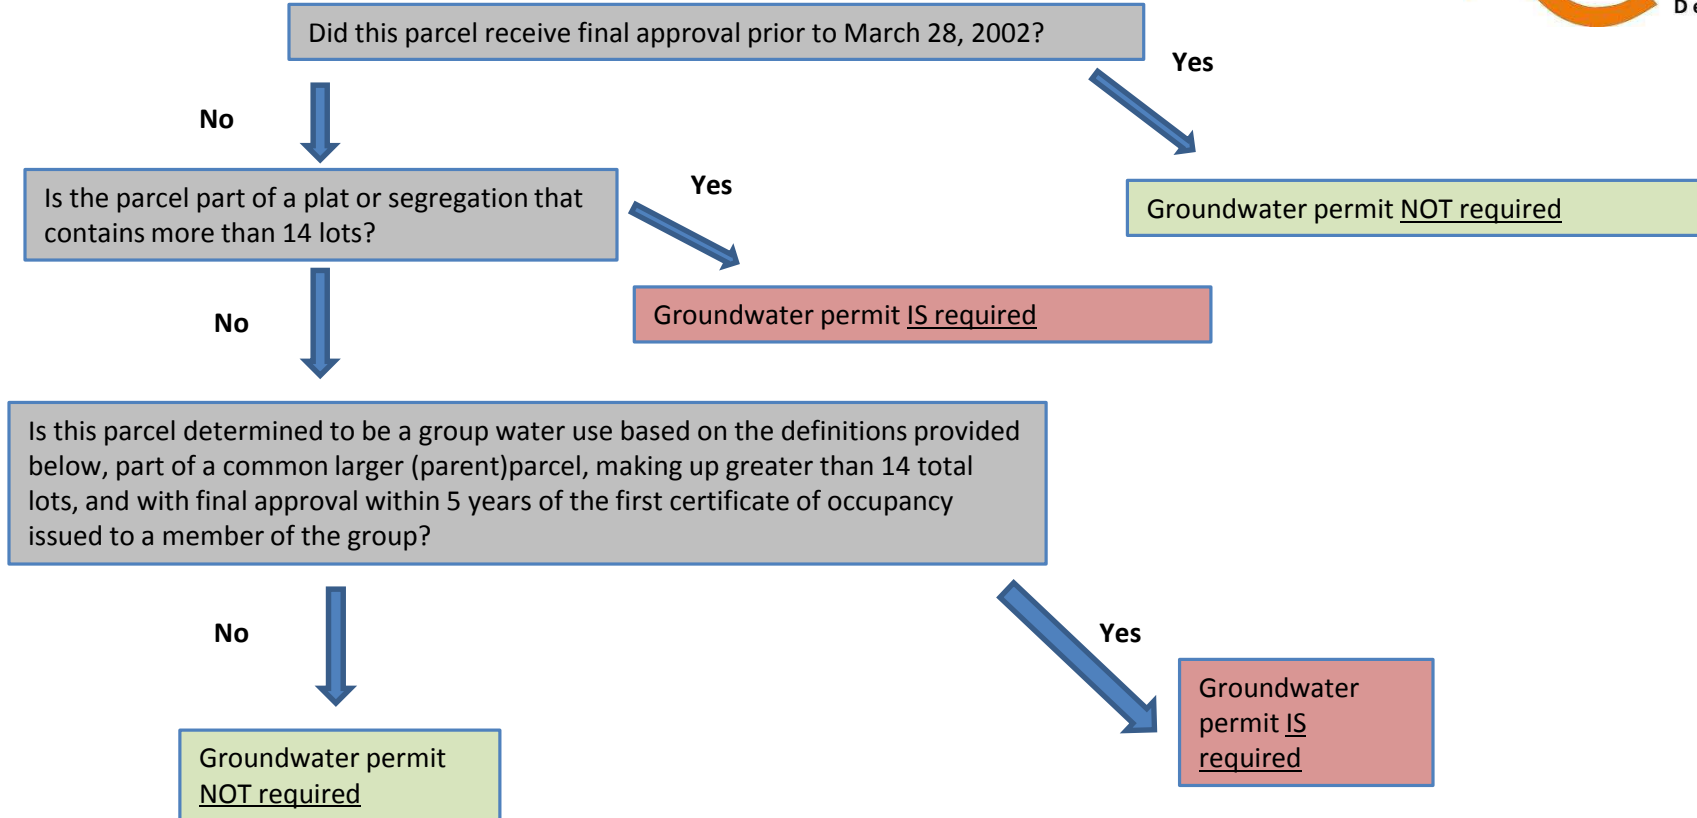 De
Did this parcel receive final approval prior to March 28, 2002?
Yes
No
Is the parcel part of a plat or segregation that
contains more than 14 lots?
Yes
Groundwater permit NOT required
Groundwater permit IS required
No
Is this parcel determined to be a group water use based on the definitions provided
below, part of a common larger (parent)parcel, making up greater than 14 total
lots, and with final approval within 5 years of the first certificate of occupancy
issued to a member of the group?
No
Yes
Groundwater
permit IS
required
Groundwater permit
NOT required